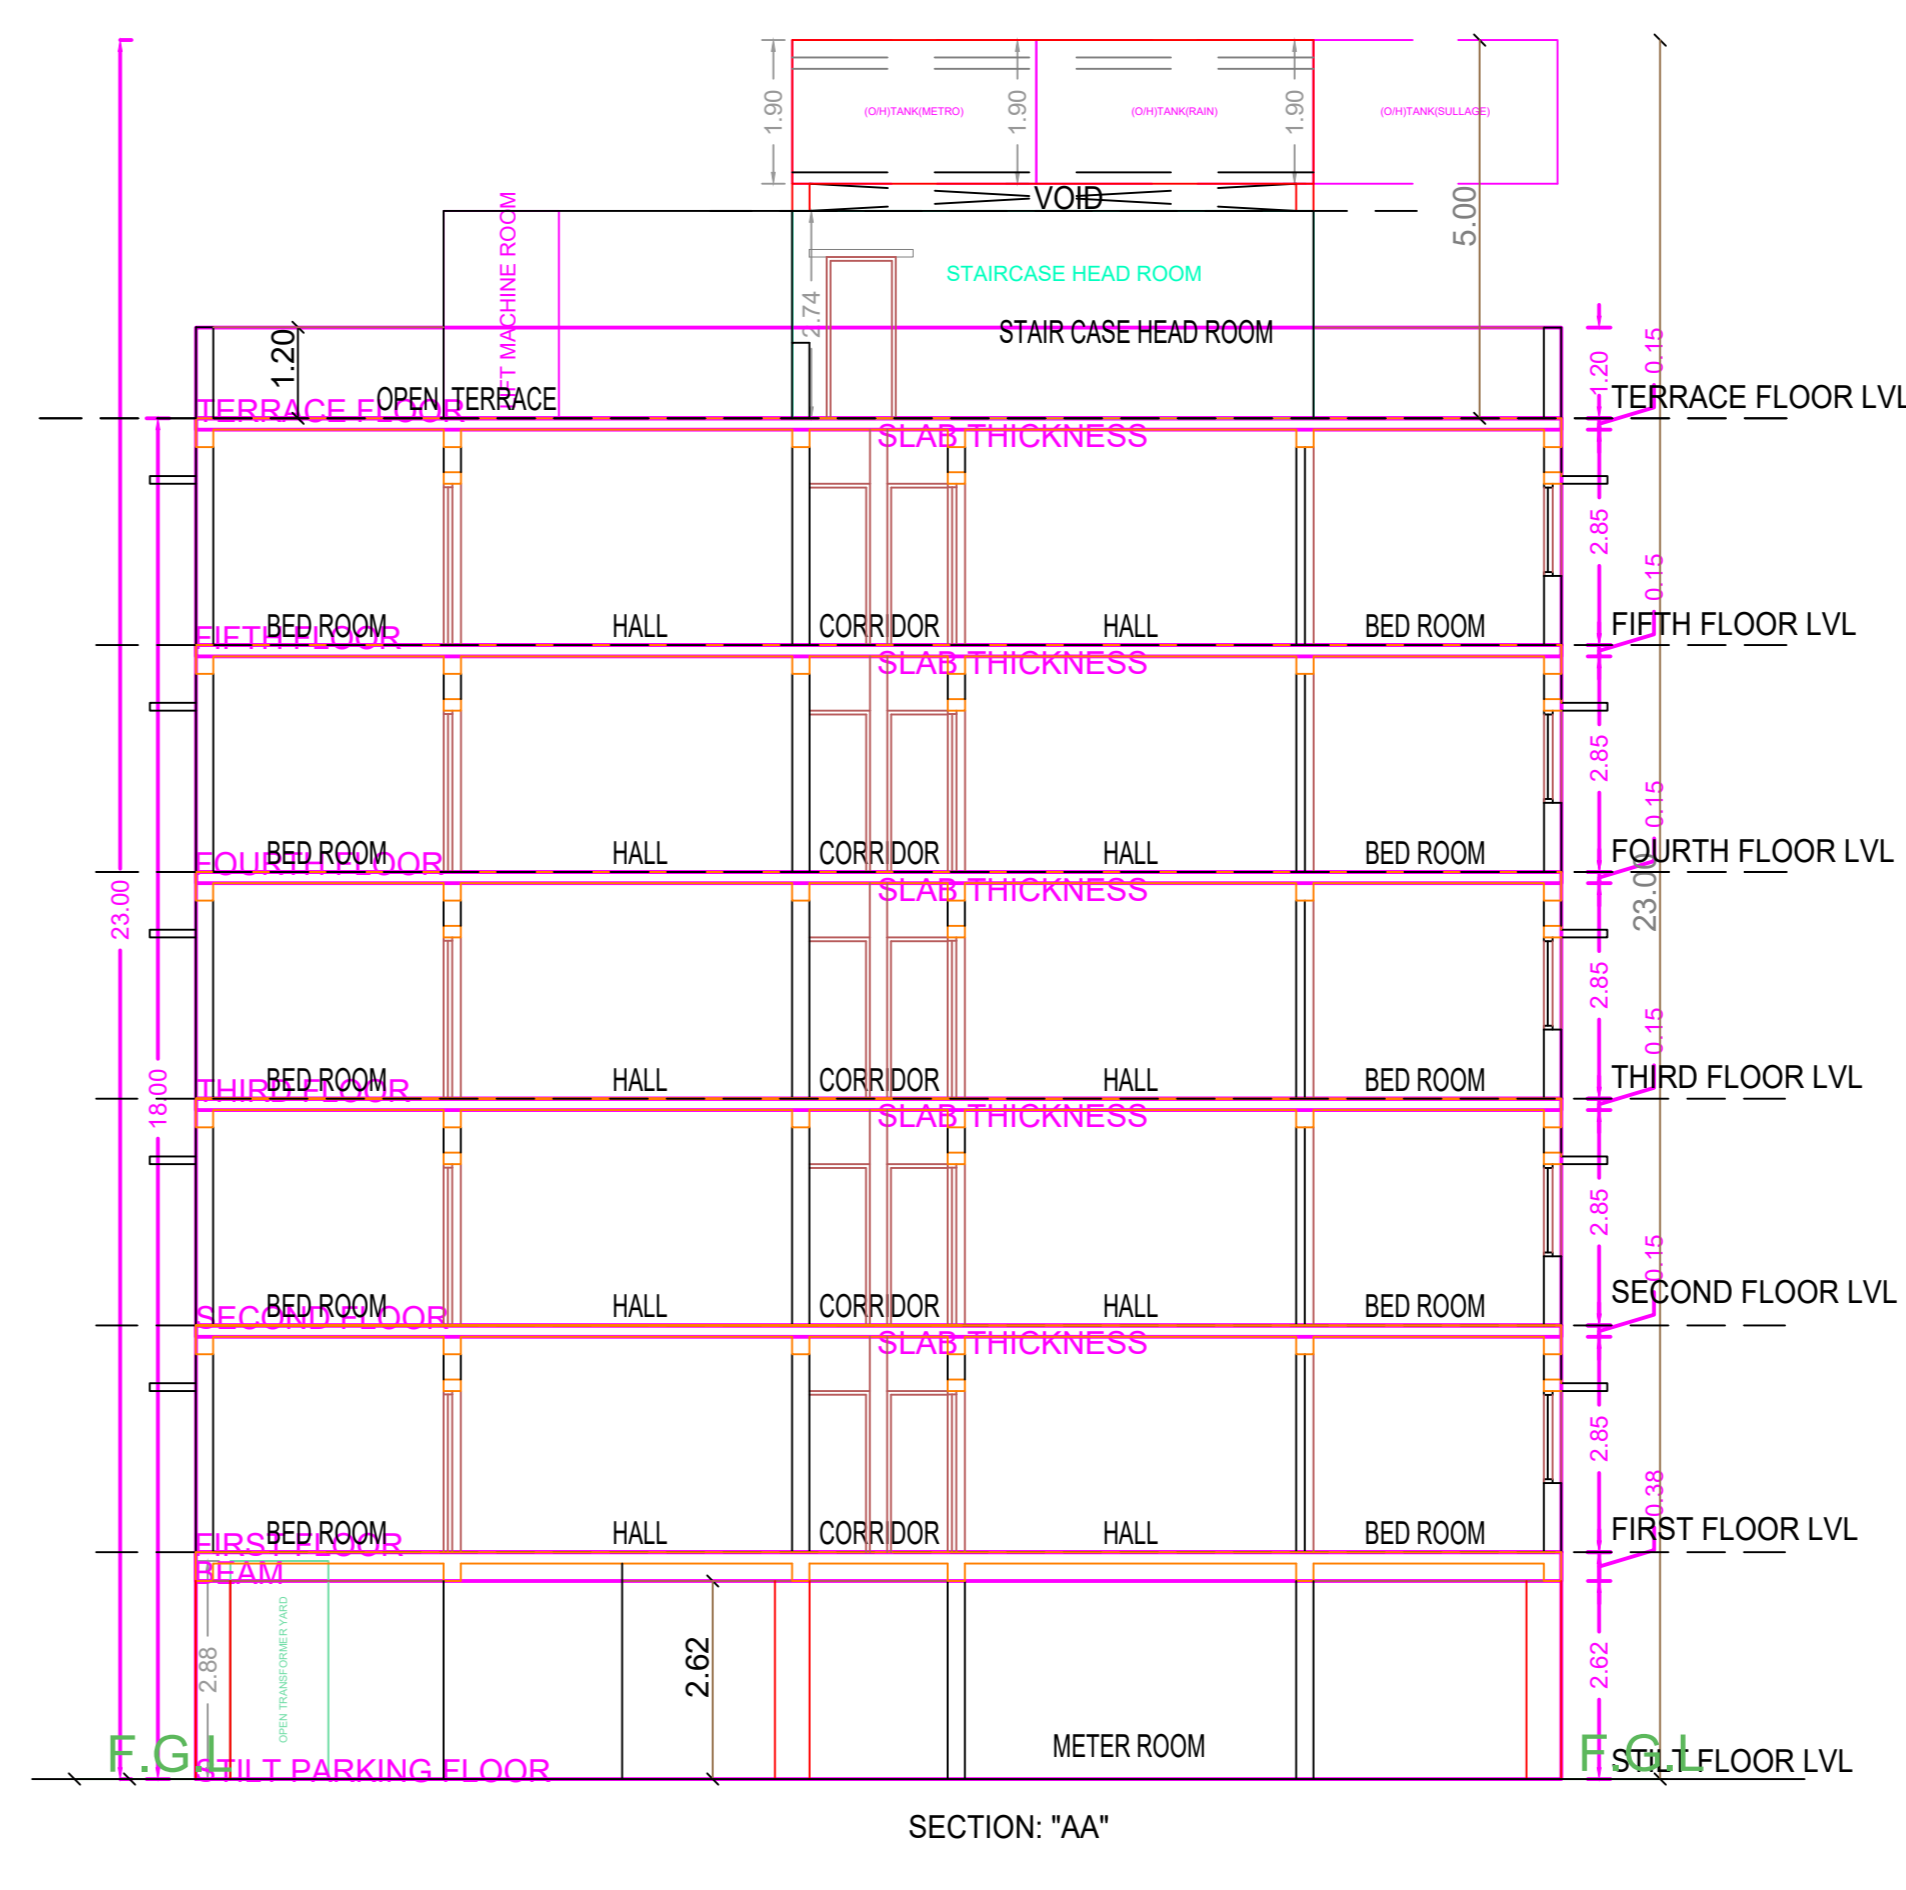 1.90
(O/H)TANK(METRO)
1.90
(O/H)TANK(RAIN)
1.90
(O/H)TANK(SULLAGE)
VOID
5.00
LIFT MACHINE ROOM
STAIRCASE HEAD ROOM
2.74
STAIR CASE HEAD ROOM
1.20
1.20
0.15
OPEN TERRACE
TERRACE FLOOR
TERRACE FLOOR LVL
SLAB THICKNESS
2.85
0.15
BED ROOM
HALL
CORRIDOR
HALL
BED ROOM
FIFTH FLOOR
FIFTH FLOOR LVL
SLAB THICKNESS
2.85
0.15
BED ROOM
HALL
CORRIDOR
HALL
BED ROOM
FOURTH FLOOR
FOURTH FLOOR LVL
SLAB THICKNESS
23.00
23.00
2.85
0.15
BED ROOM
HALL
CORRIDOR
HALL
BED ROOM
THIRD FLOOR
THIRD FLOOR LVL
18.00
SLAB THICKNESS
2.85
0.15
BED ROOM
HALL
CORRIDOR
HALL
BED ROOM
SECOND FLOOR
SECOND FLOOR LVL
SLAB THICKNESS
2.85
0.38
BED ROOM
HALL
CORRIDOR
HALL
BED ROOM
FIRST FLOOR
FIRST FLOOR LVL
BEAM
OPEN TRANSFORMER YARD
2.88
2.62
2.62
METER ROOM
F.G.L
F.G.L
STILT PARKING FLOOR
STILT FLOOR LVL
SECTION: "AA"